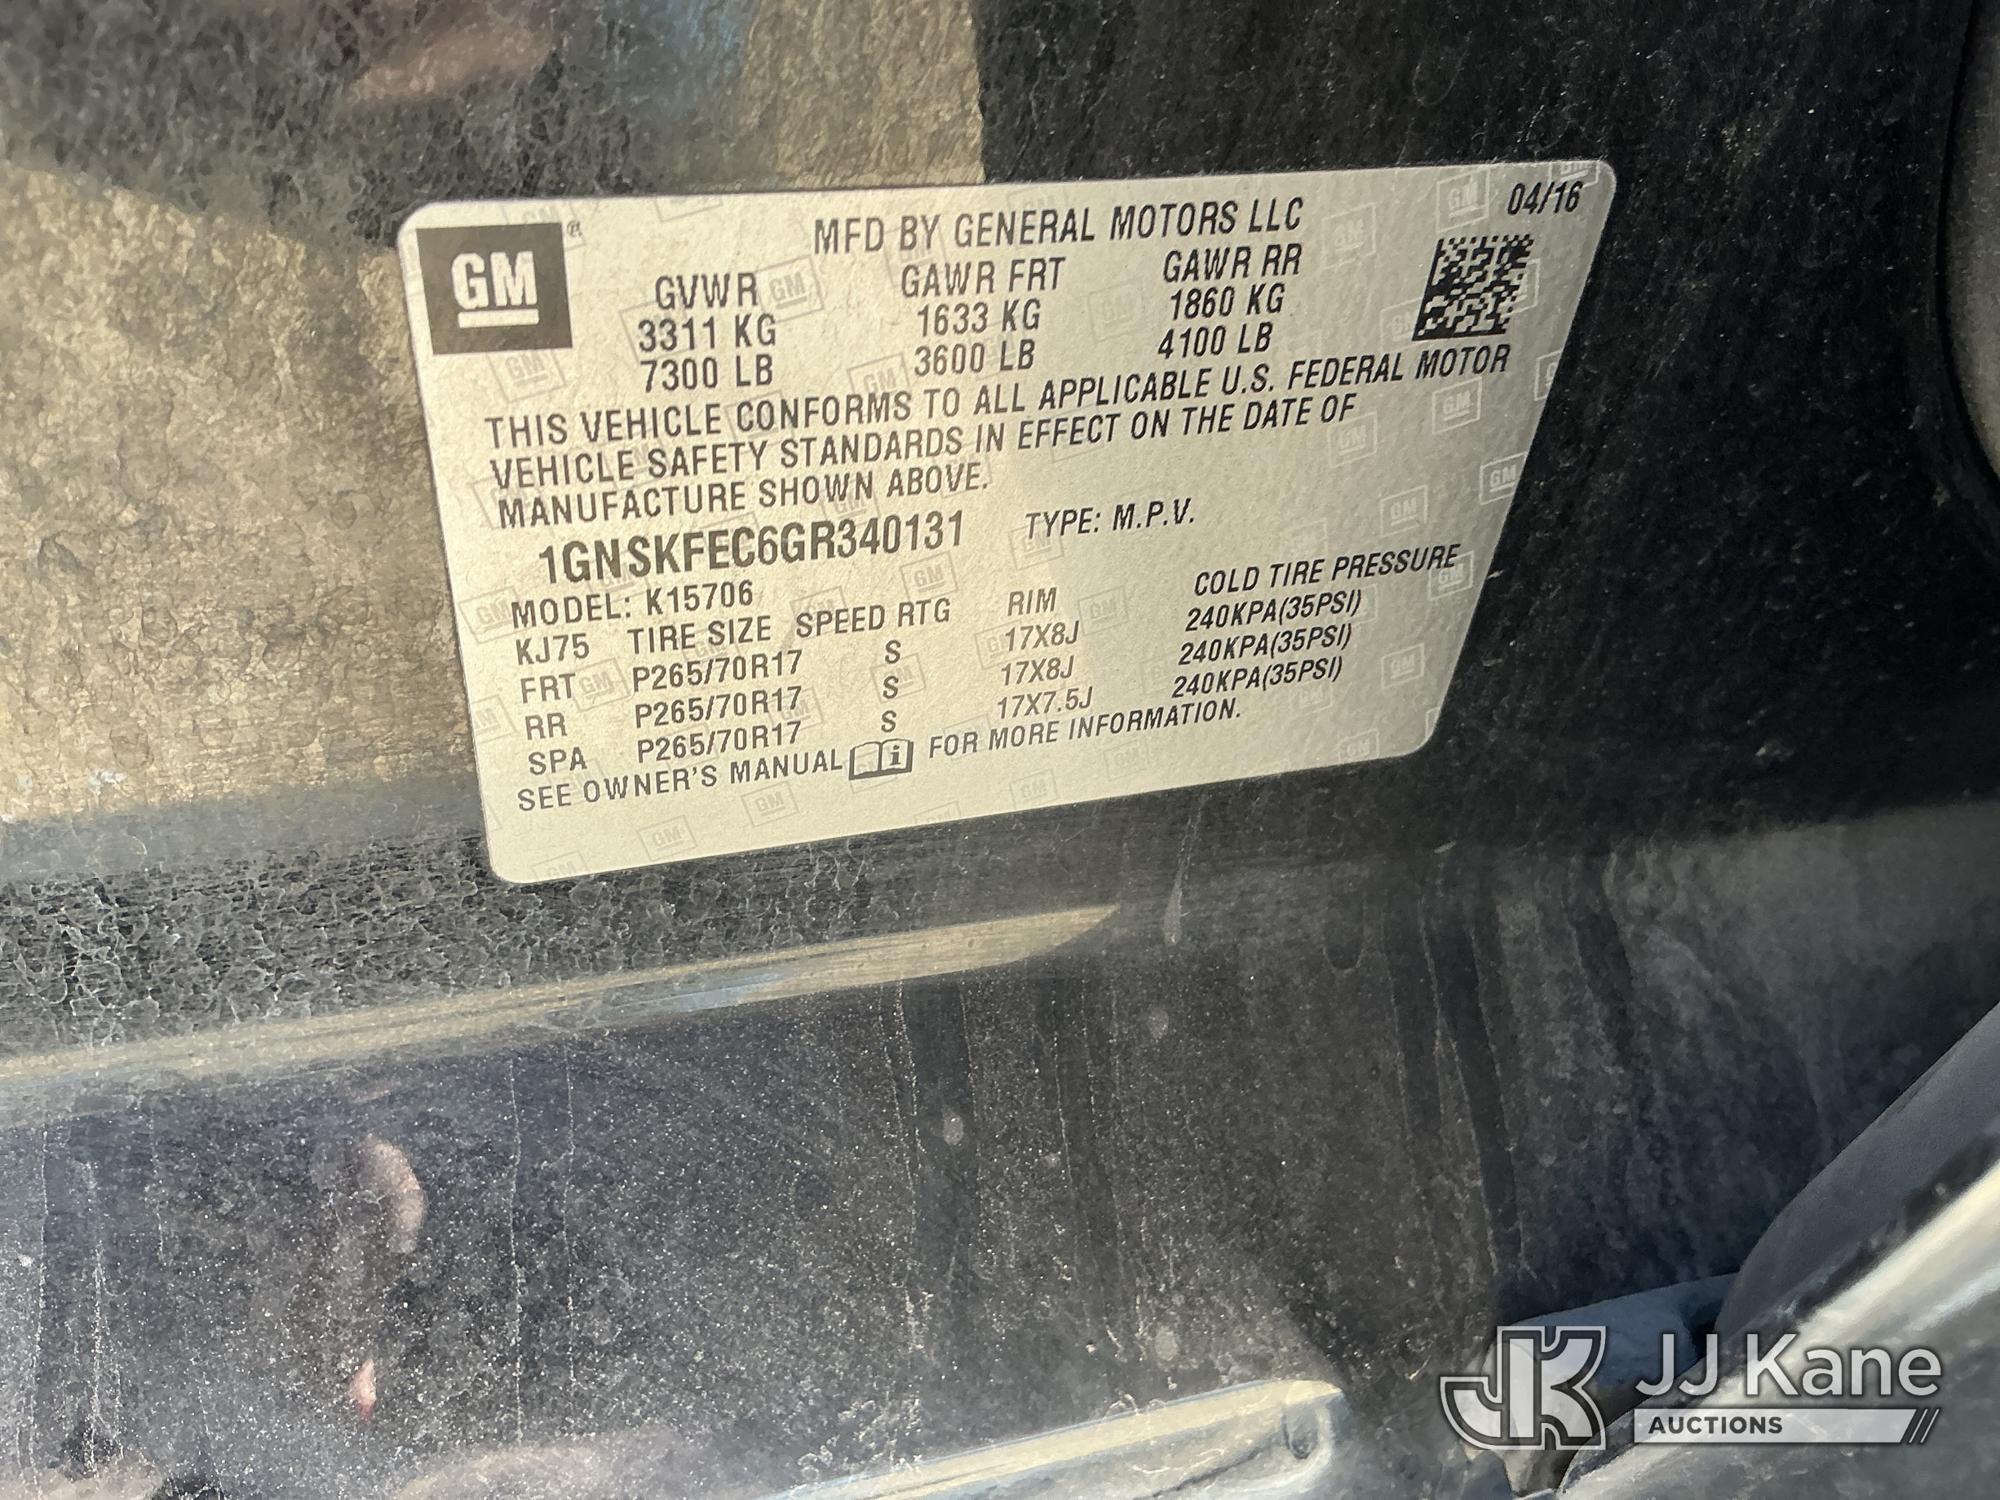 GM ®
MFD BY GENERAL MOTORS LLC 04/16
GVWR GAWR FRT GAWR RR
3311 KG 1633 KG 1860 KG
7300 LB 3600 LB 4100 LB
THIS VEHICLE CONFORMS TO ALL APPLICABLE U.S. FEDERAL MOTOR
VEHICLE SAFETY STANDARDS IN EFFECT ON THE DATE OF
MANUFACTURE SHOWN ABOVE.
1GNSKFEC6GR340131 TYPE: M.P.V.
MODEL: K15706
KJ75 TIRE SIZE SPEED RTG RIM COLD TIRE PRESSURE
FRT P265/70R17 S 17X8J 240KPA(35PSI)
RR P265/70R17 S 17X8J 240KPA(35PSI)
SPA P265/70R17 S 17X7.5J 240KPA(35PSI)
SEE OWNER'S MANUAL i FOR MORE INFORMATION.
JK JJ Kane
AUCTIONS